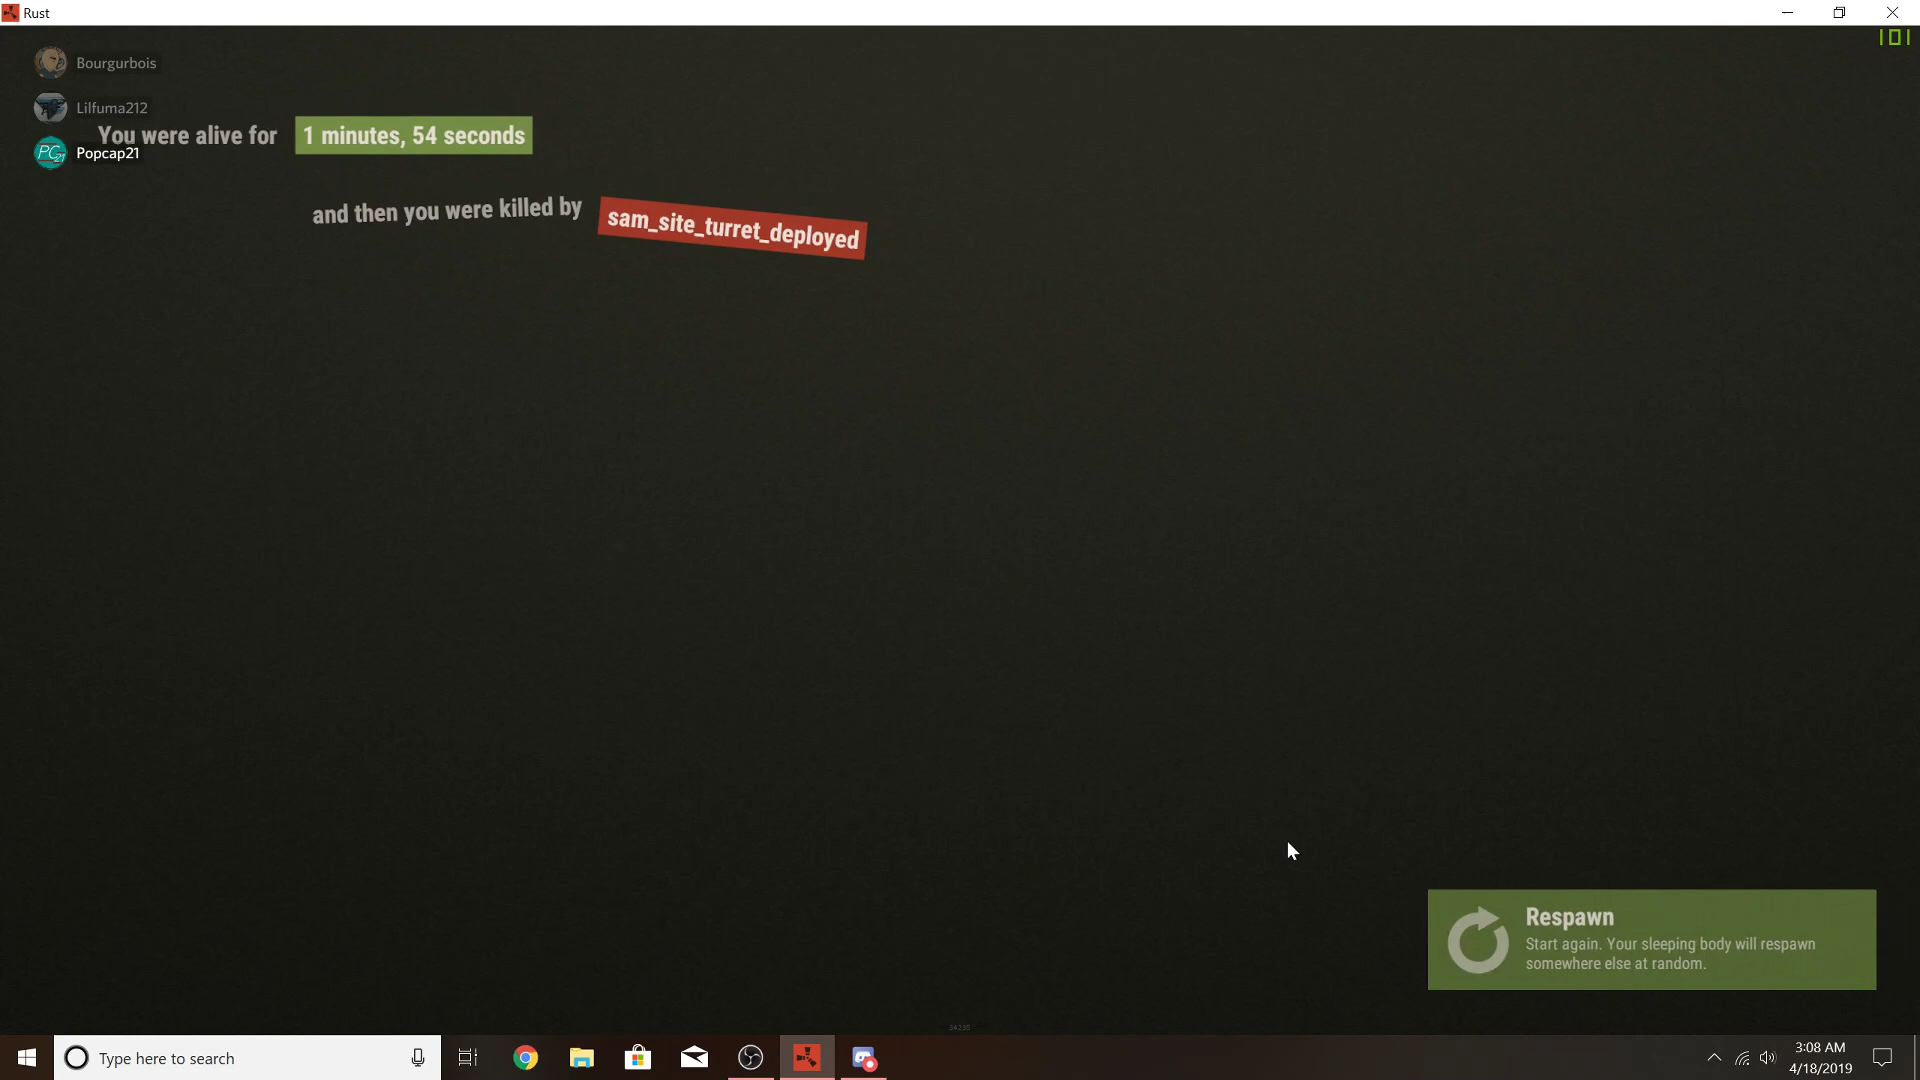 Rust
101
Bourgurbois
Lilfuma212
You were alive for 1 minutes, 54 seconds
Popcap21
and then you were killed by sam_site_turret_deployed
Respawn
Start again. Your sleeping body will respawn
somewhere else at random.
34235
Type here to search
3:08 AM
4/18/2019